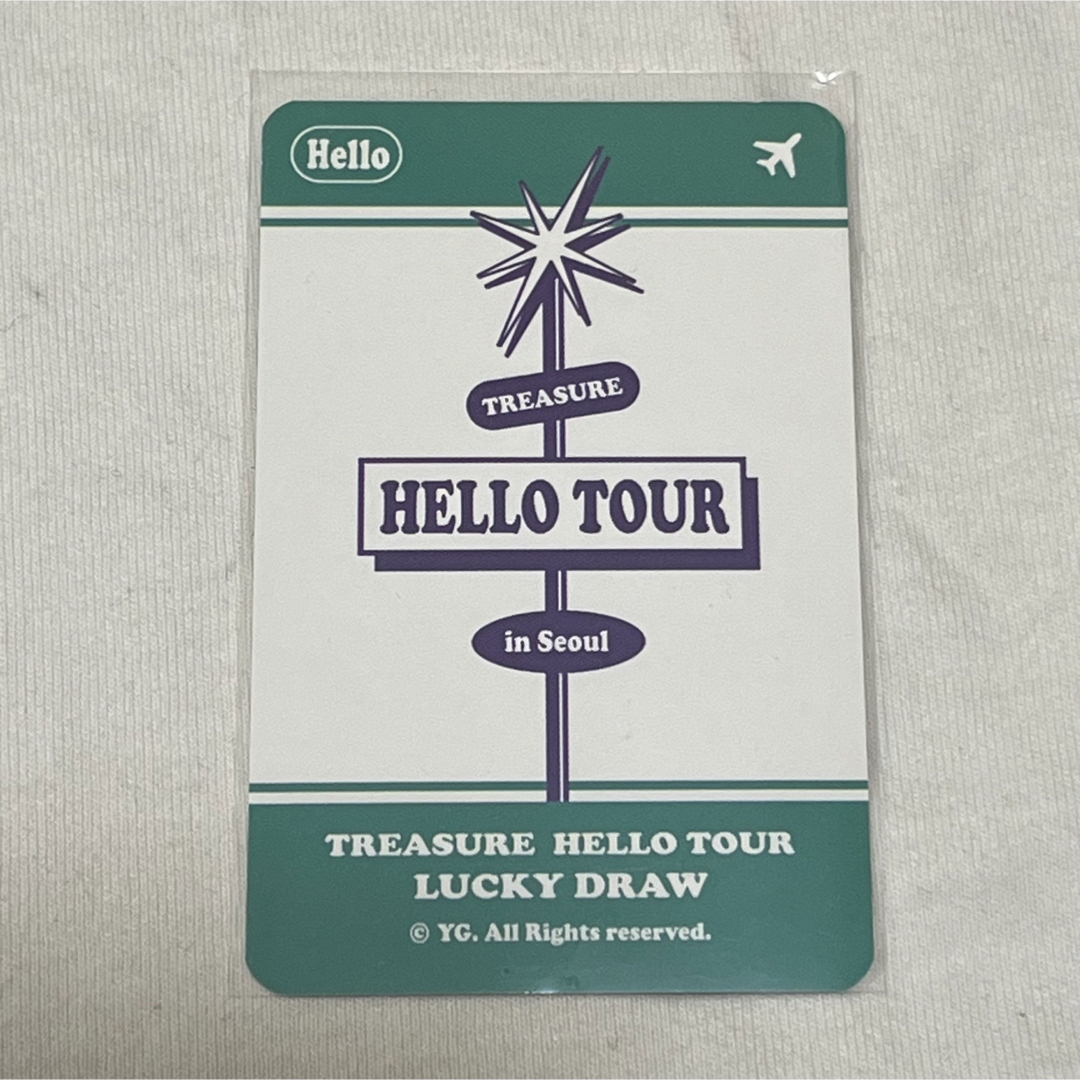 Hello
TREASURE
HELLO TOUR
in Seoul
TREASURE HELLO TOUR
LUCKY DRAW
© YG. All Rights reserved.